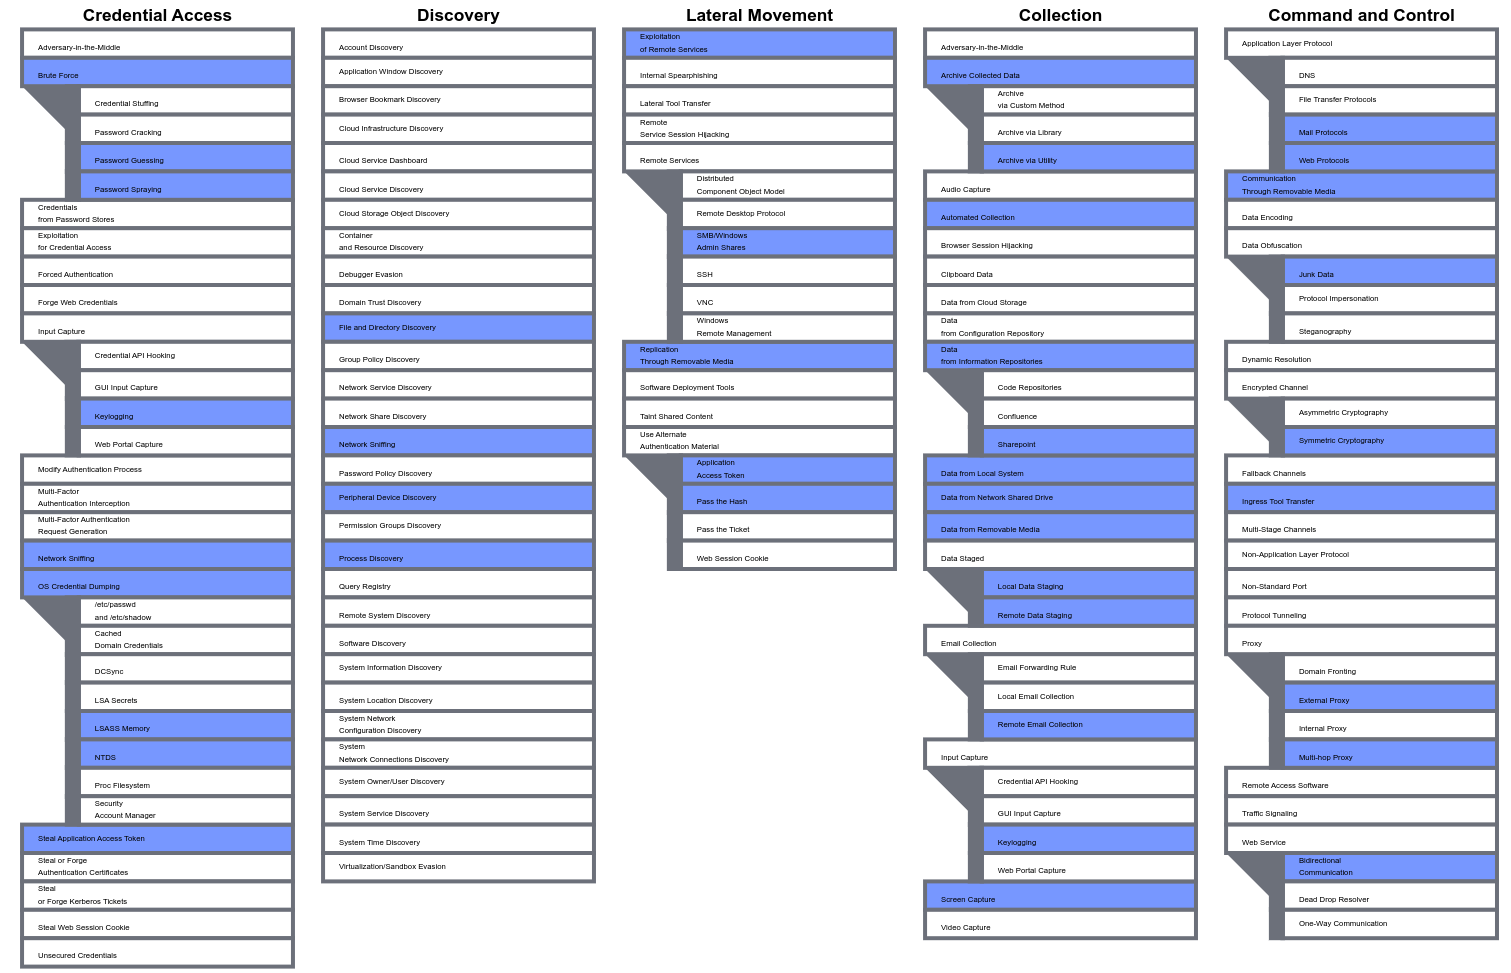 Credential Access
Adversary-in-the-Middle
Brute Force
Credential Stuffing
Password Cracking
Password Guessing
Password Spraying
Credentials
from Password Stores
Exploitation
for Credential Access
Forced Authentication
Forge Web Credentials
Input Capture
Credential API Hooking
GUI Input Capture
Keylogging
Web Portal Capture
Modify Authentication Process
Multi-Factor
Authentication Interception
Multi-Factor Authentication
Request Generation
Network Sniffing
OS Credential Dumping
/etc/passwd
and /etc/shadow
Cached
Domain Credentials
DCSync
LSA Secrets
LSASS Memory
NTDS
Proc Filesystem
Security
Account Manager
Steal Application Access Token
Steal or Forge
Authentication Certificates
Steal
or Forge Kerberos Tickets
Steal Web Session Cookie
Unsecured Credentials
Discovery
Account Discovery
Application Window Discovery
Browser Bookmark Discovery
Cloud Infrastructure Discovery
Cloud Service Dashboard
Cloud Service Discovery
Cloud Storage Object Discovery
Container
and Resource Discovery
Debugger Evasion
Domain Trust Discovery
File and Directory Discovery
Group Policy Discovery
Network Service Discovery
Network Share Discovery
Network Sniffing
Password Policy Discovery
Peripheral Device Discovery
Permission Groups Discovery
Process Discovery
Query Registry
Remote System Discovery
Software Discovery
System Information Discovery
System Location Discovery
System Network
Configuration Discovery
System
Network Connections Discovery
System Owner/User Discovery
System Service Discovery
System Time Discovery
Virtualization/Sandbox Evasion
Lateral Movement
Exploitation
of Remote Services
Internal Spearphishing
Lateral Tool Transfer
Remote
Service Session Hijacking
Remote Services
Distributed
Component Object Model
Remote Desktop Protocol
SMB/Windows
Admin Shares
SSH
VNC
Windows
Remote Management
Replication
Through Removable Media
Software Deployment Tools
Taint Shared Content
Use Alternate
Authentication Material
Application
Access Token
Pass the Hash
Pass the Ticket
Web Session Cookie
Collection
Adversary-in-the-Middle
Archive Collected Data
Archive
via Custom Method
Archive via Library
Archive via Utility
Audio Capture
Automated Collection
Browser Session Hijacking
Clipboard Data
Data from Cloud Storage
Data
from Configuration Repository
Data
from Information Repositories
Code Repositories
Confluence
Sharepoint
Data from Local System
Data from Network Shared Drive
Data from Removable Media
Data Staged
Local Data Staging
Remote Data Staging
Email Collection
Email Forwarding Rule
Local Email Collection
Remote Email Collection
Input Capture
Credential API Hooking
GUI Input Capture
Keylogging
Web Portal Capture
Screen Capture
Video Capture
Command and Control
Application Layer Protocol
DNS
File Transfer Protocols
Mail Protocols
Web Protocols
Communication
Through Removable Media
Data Encoding
Data Obfuscation
Junk Data
Protocol Impersonation
Steganography
Dynamic Resolution
Encrypted Channel
Asymmetric Cryptography
Symmetric Cryptography
Fallback Channels
Ingress Tool Transfer
Multi-Stage Channels
Non-Application Layer Protocol
Non-Standard Port
Protocol Tunneling
Proxy
Domain Fronting
External Proxy
Internal Proxy
Multi-hop Proxy
Remote Access Software
Traffic Signaling
Web Service
Bidirectional
Communication
Dead Drop Resolver
One-Way Communication